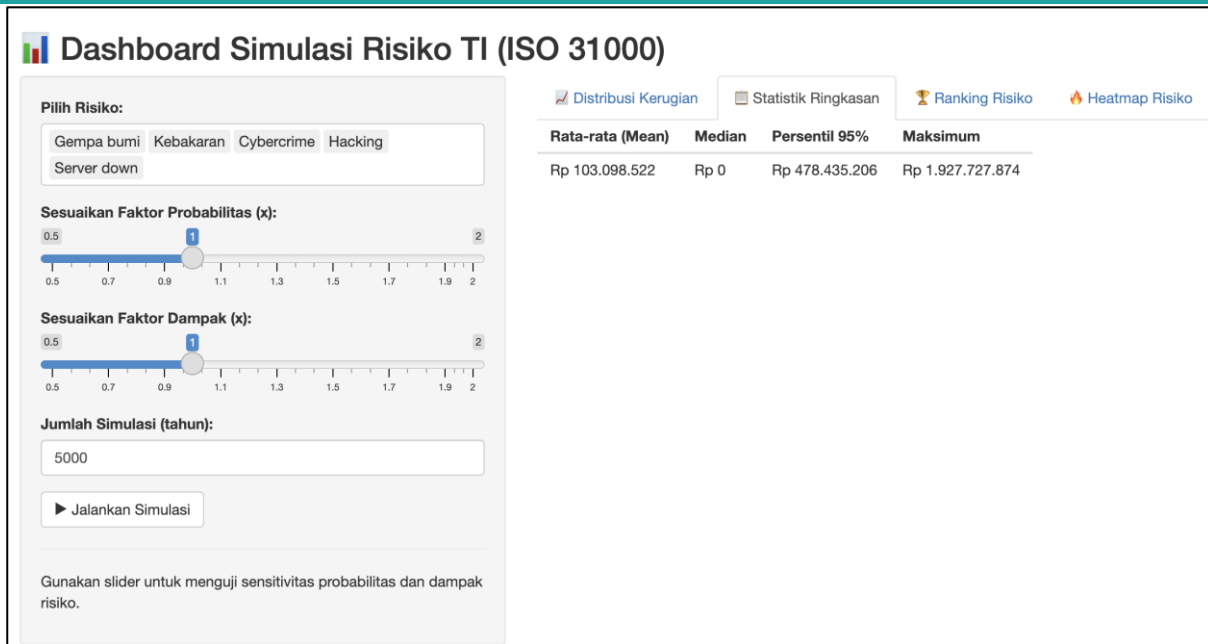 📊 Dashboard Simulasi Risiko TI (ISO 31000)
Pilih Risiko:
Gempa bumi Kebakaran Cybercrime Hacking
Server down
Sesuaikan Faktor Probabilitas (x):
0.5 1 2
0.5 0.7 0.9 1.1 1.3 1.5 1.7 1.9 2
Sesuaikan Faktor Dampak (x):
0.5 1 2
0.5 0.7 0.9 1.1 1.3 1.5 1.7 1.9 2
Jumlah Simulasi (tahun):
5000
▶ Jalankan Simulasi
Gunakan slider untuk menguji sensitivitas probabilitas dan dampak
risiko.
📈 Distribusi Kerugian 📋 Statistik Ringkasan 🏆 Ranking Risiko 🔥 Heatmap Risiko
Rata-rata (Mean) Median Persentil 95% Maksimum
Rp 103.098.522 Rp 0 Rp 478.435.206 Rp 1.927.727.874